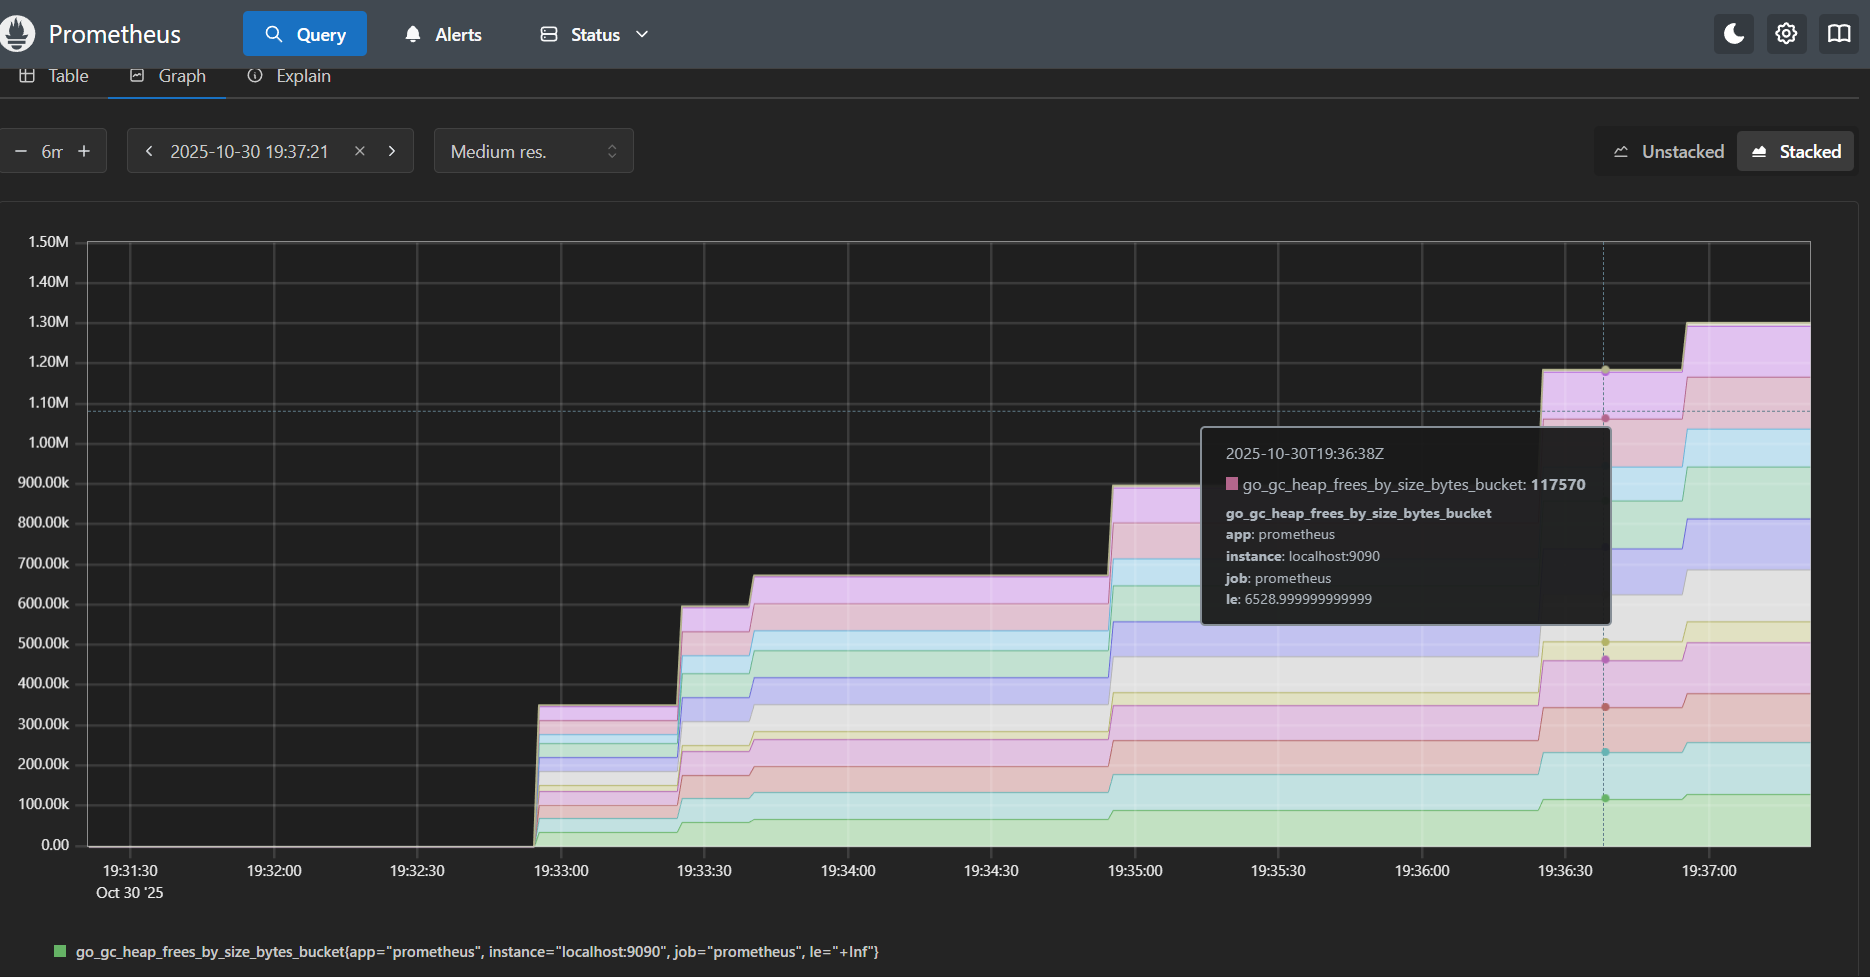 Prometheus
Query
Alerts
Status
Table
Graph
Explain
6m
2025-10-30 19:37:21
Medium res.
Unstacked
Stacked
1.50M
1.40M
1.30M
1.20M
1.10M
1.00M
900.00k
800.00k
700.00k
600.00k
500.00k
400.00k
300.00k
200.00k
100.00k
0.00
2025-10-30T19:36:38Z
go_gc_heap_frees_by_size_bytes_bucket: 117570
go_gc_heap_frees_by_size_bytes_bucket
app: prometheus
instance: localhost:9090
job: prometheus
le: 6528.999999999999
19:31:30 19:32:00 19:32:30 19:33:00 19:33:30 19:34:00 19:34:30 19:35:00 19:35:30 19:36:00 19:36:30 19:37:00
Oct 30 '25
go_gc_heap_frees_by_size_bytes_bucket{app="prometheus", instance="localhost:9090", job="prometheus", le="+Inf"}